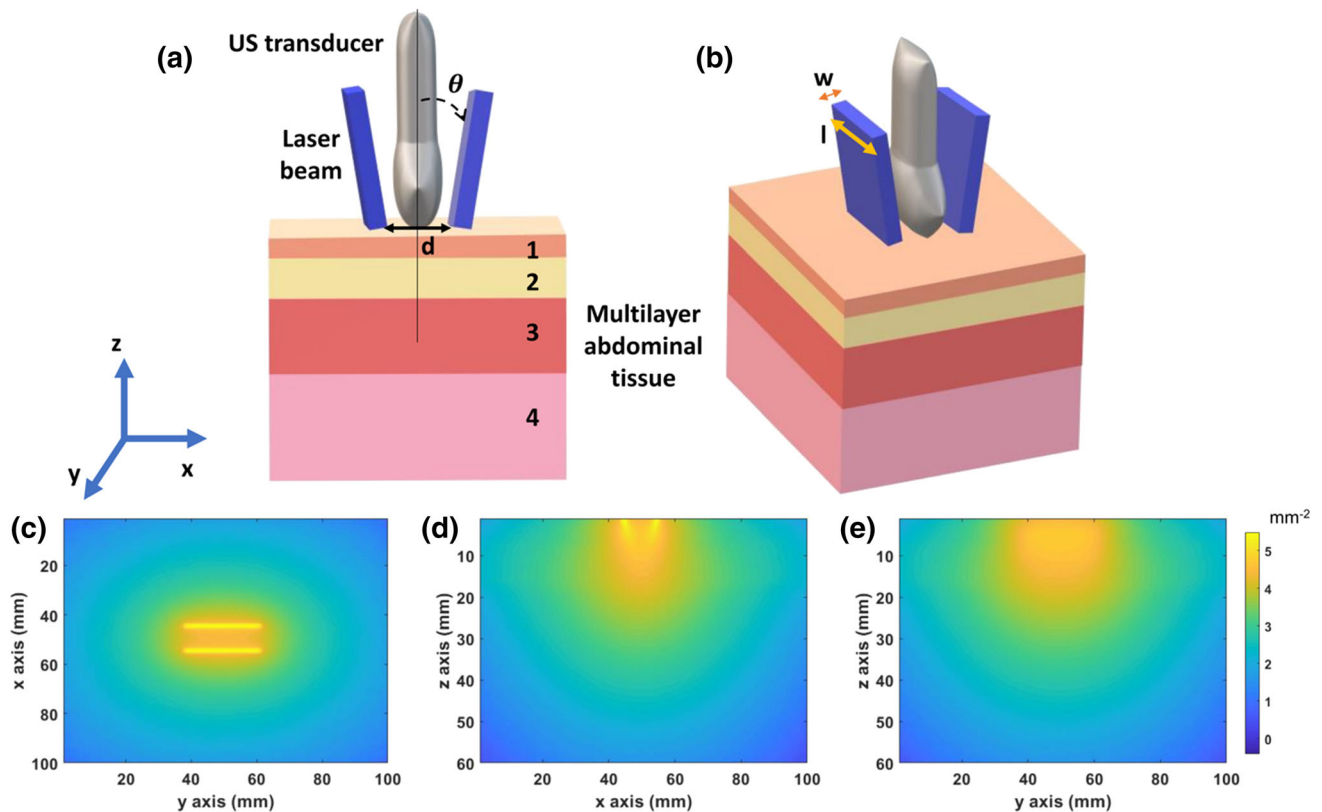 (a)
US transducer
θ
Laser
beam
d
1
2
3
4
(b)
w
l
Multilayer
abdominal
tissue
z
x
y
(c)
20
40
60
80
100
x axis (mm)
20 40 60 80 100
y axis (mm)
(d)
10
20
30
40
50
60
z axis (mm)
20 40 60 80 100
x axis (mm)
(e)
10
20
30
40
50
60
z axis (mm)
20 40 60 80 100
y axis (mm)
mm-2
5
4
3
2
1
0